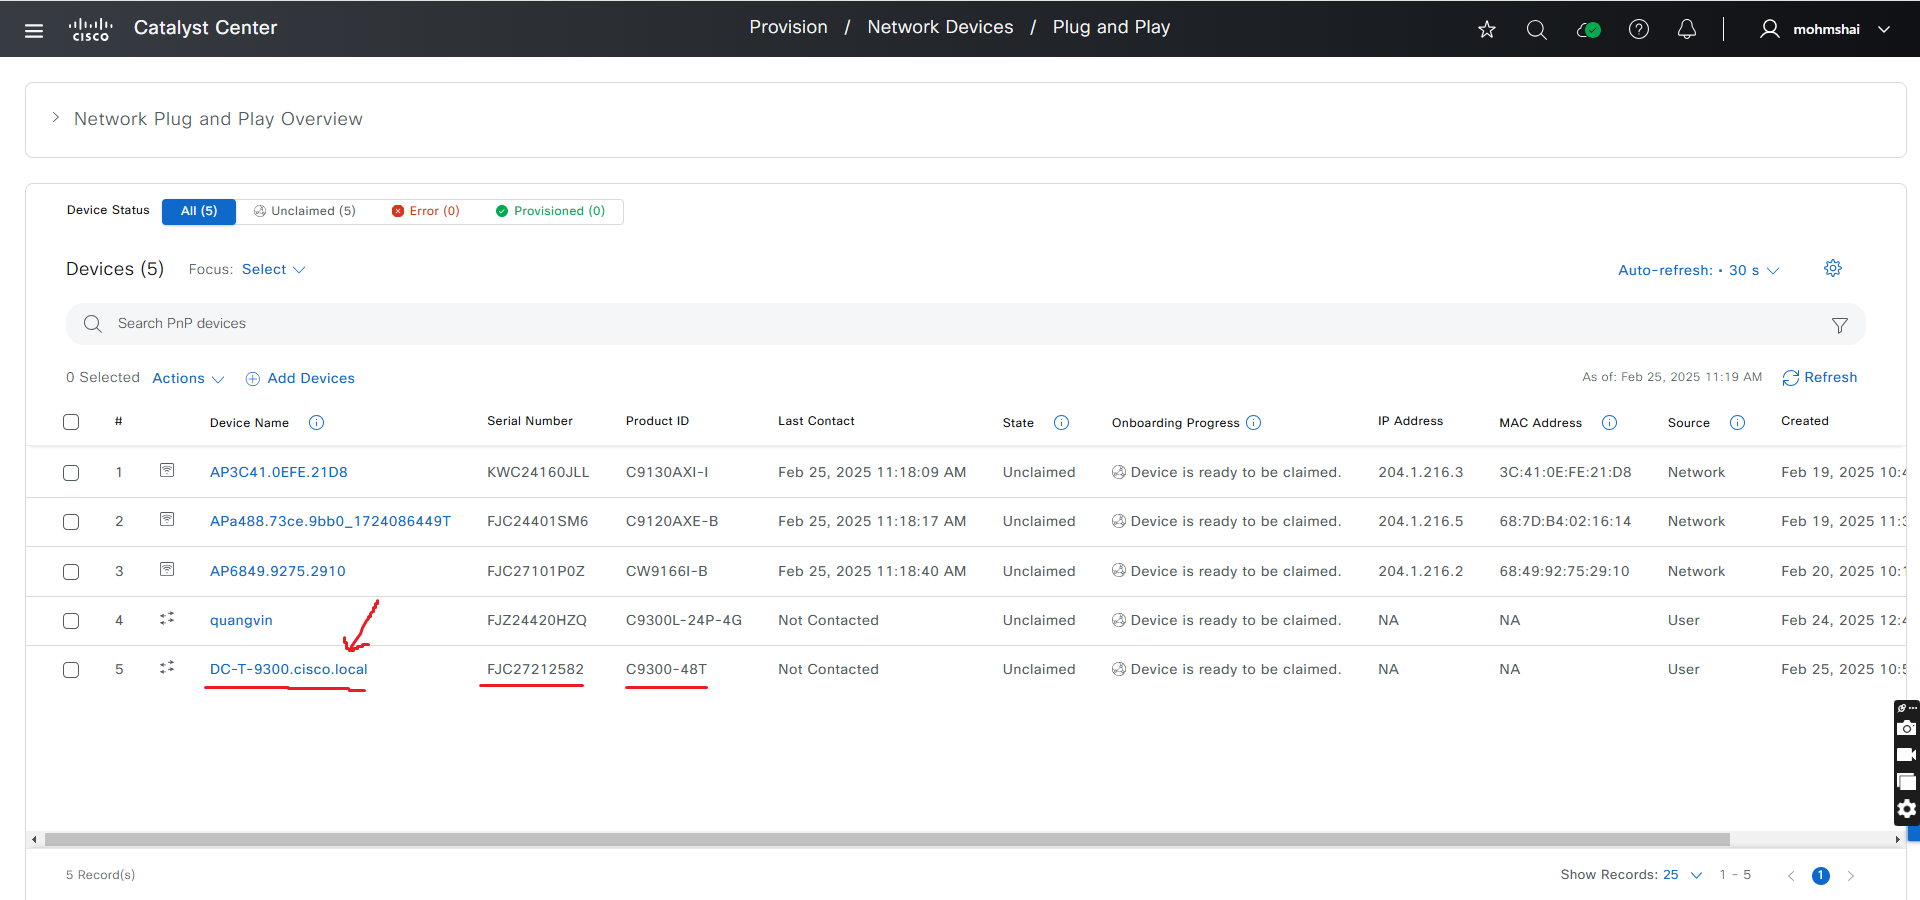 cisco Catalyst Center Provision / Network Devices / Plug and Play mohmshai
Network Plug and Play Overview
Device Status All (5) Unclaimed (5) Error (0) Provisioned (0)
Devices (5) Focus: Select Auto-refresh: • 30 s
Search PnP devices
0 Selected Actions Add Devices As of: Feb 25, 2025 11:19 AM Refresh
# Device Name Serial Number Product ID Last Contact State Onboarding Progress IP Address MAC Address Source Created
1 AP3C41.0EFE.21D8 KWC24160JLL C9130AXI-I Feb 25, 2025 11:18:09 AM Unclaimed Device is ready to be claimed. 204.1.216.3 3C:41:0E:FE:21:D8 Network Feb 19, 2025 10:4
2 APa488.73ce.9bb0_1724086449T FJC24401SM6 C9120AXE-B Feb 25, 2025 11:18:17 AM Unclaimed Device is ready to be claimed. 204.1.216.5 68:7D:B4:02:16:14 Network Feb 19, 2025 11:3
3 AP6849.9275.2910 FJC27101P0Z CW9166I-B Feb 25, 2025 11:18:40 AM Unclaimed Device is ready to be claimed. 204.1.216.2 68:49:92:75:29:10 Network Feb 20, 2025 10:1
4 quangvin FJZ24420HZQ C9300L-24P-4G Not Contacted Unclaimed Device is ready to be claimed. NA NA User Feb 24, 2025 12:4
5 DC-T-9300.cisco.local FJC27212582 C9300-48T Not Contacted Unclaimed Device is ready to be claimed. NA NA User Feb 25, 2025 10:5
5 Record(s) Show Records: 25 1 - 5 1